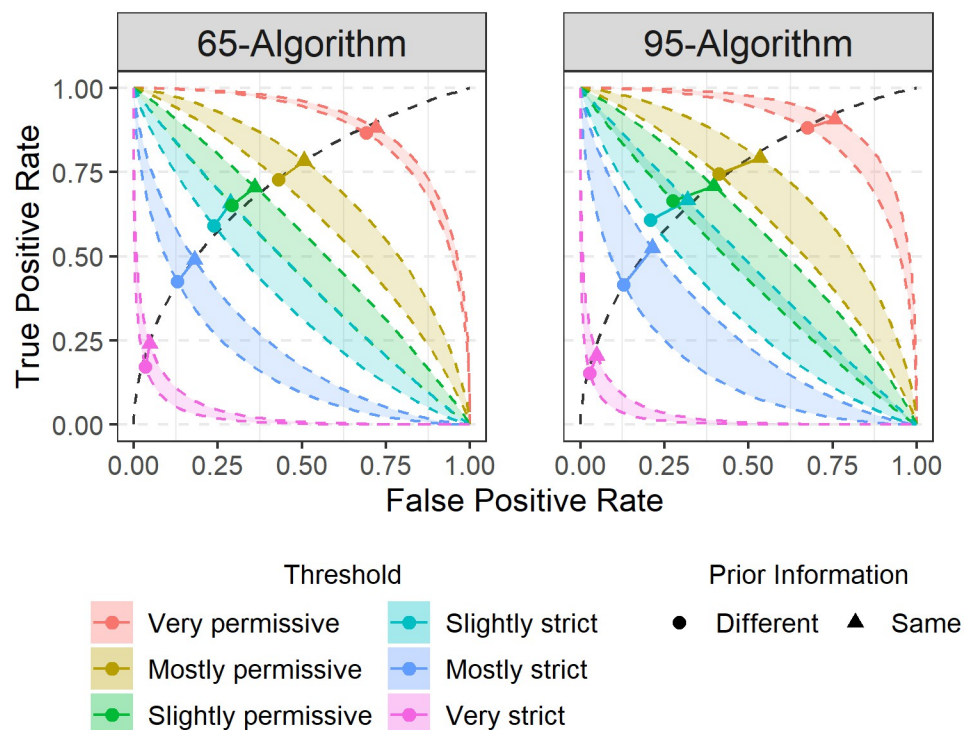 65-Algorithm 95-Algorithm
1.00
0.75
0.50
0.25
0.00
True Positive Rate
0.00 0.25 0.50 0.75 1.00 0.00 0.25 0.50 0.75 1.00
False Positive Rate
Threshold Prior Information
Very permissive Slightly strict Different Same
Mostly permissive Mostly strict
Slightly permissive Very strict